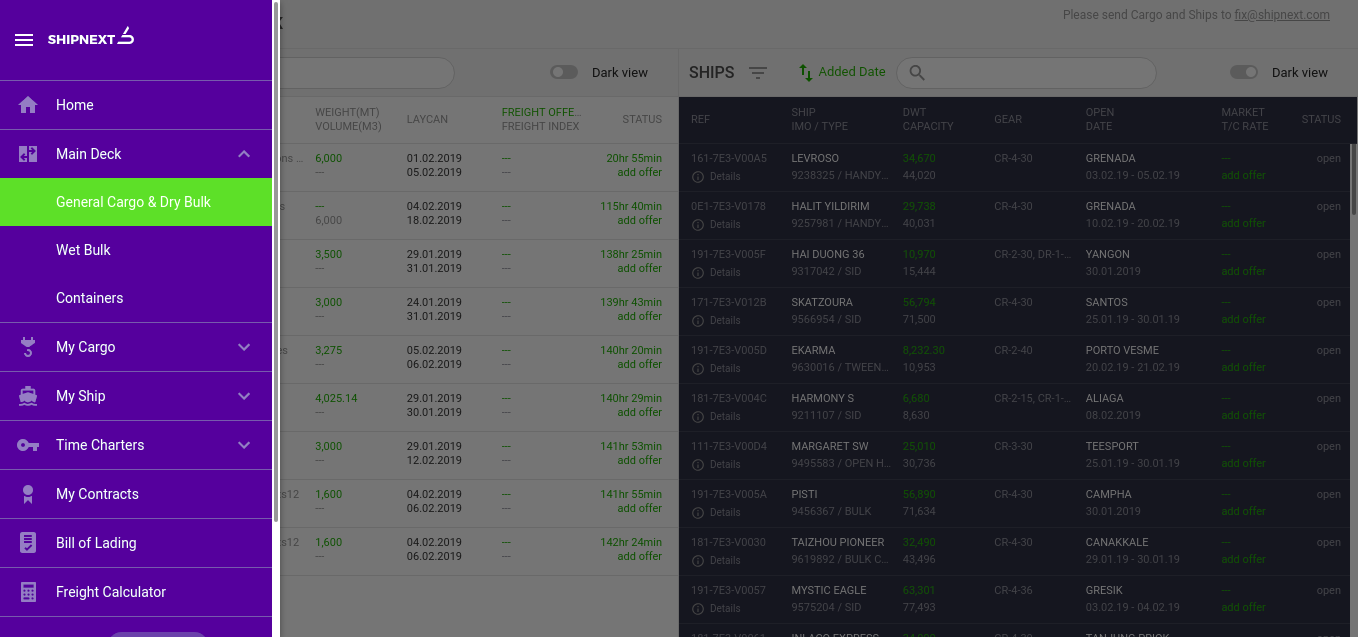 SHIPNEXT
Please send Cargo and Ships to fix@shipnext.com
Home
Main Deck
General Cargo & Dry Bulk
Wet Bulk
Containers
My Cargo
My Ship
Time Charters
My Contracts
Bill of Lading
Freight Calculator
Dark view
WEIGHT(MT) LAYCAN FREIGHT OFFE... STATUS
VOLUME(M3) FREIGHT INDEX
ns ... 6,000 01.02.2019 --- 20hr 55min
--- 05.02.2019 --- add offer
s --- 04.02.2019 --- 115hr 40min
6,000 18.02.2019 --- add offer
3,500 29.01.2019 --- 138hr 25min
--- 31.01.2019 --- add offer
3,000 24.01.2019 --- 139hr 43min
--- 31.01.2019 --- add offer
es 3,275 05.02.2019 --- 140hr 20min
--- 06.02.2019 --- add offer
4,025.14 29.01.2019 --- 140hr 29min
--- 30.01.2019 --- add offer
3,000 29.01.2019 --- 141hr 53min
--- 12.02.2019 --- add offer
s12 1,600 04.02.2019 --- 141hr 55min
--- 06.02.2019 --- add offer
s12 1,600 04.02.2019 --- 142hr 24min
--- 06.02.2019 --- add offer
SHIPS Added Date Dark view
REF SHIP DWT GEAR OPEN MARKET STATUS
IMO / TYPE CAPACITY DATE T/C RATE
161-7E3-V00A5 LEVROSO 34,670 CR-4-30 GRENADA --- open
Details 9238325 / HANDY... 44,020 03.02.19 - 05.02.19 add offer
0E1-7E3-V0178 HALIT YILDIRIM 29,738 CR-4-30 GRENADA --- open
Details 9257981 / HANDY... 40,031 10.02.19 - 20.02.19 add offer
191-7E3-V005F HAI DUONG 36 10,970 CR-2-30, DR-1-... YANGON --- open
Details 9317042 / SID 15,444 30.01.2019 add offer
171-7E3-V012B SKATZOURA 56,794 CR-4-30 SANTOS --- open
Details 9566954 / SID 71,500 25.01.19 - 30.01.19 add offer
191-7E3-V005D EKARMA 8,232.30 CR-2-40 PORTO VESME --- open
Details 9630016 / TWEEN... 10,953 20.02.19 - 21.02.19 add offer
181-7E3-V004C HARMONY S 6,680 CR-2-15, CR-1-... ALIAGA --- open
Details 9211107 / SID 8,630 08.02.2019 add offer
111-7E3-V00D4 MARGARET SW 25,010 CR-3-30 TEESPORT --- open
Details 9495583 / OPEN H... 30,736 25.01.19 - 30.01.19 add offer
191-7E3-V005A PISTI 56,890 CR-4-30 CAMPHA --- open
Details 9456367 / BULK 71,634 30.01.2019 add offer
181-7E3-V0030 TAIZHOU PIONEER 32,490 CR-4-30 CANAKKALE --- open
Details 9619892 / BULK C... 43,496 29.01.19 - 30.01.19 add offer
191-7E3-V0057 MYSTIC EAGLE 63,301 CR-4-36 GRESIK --- open
Details 9575204 / SID 77,493 03.02.19 - 04.02.19 add offer